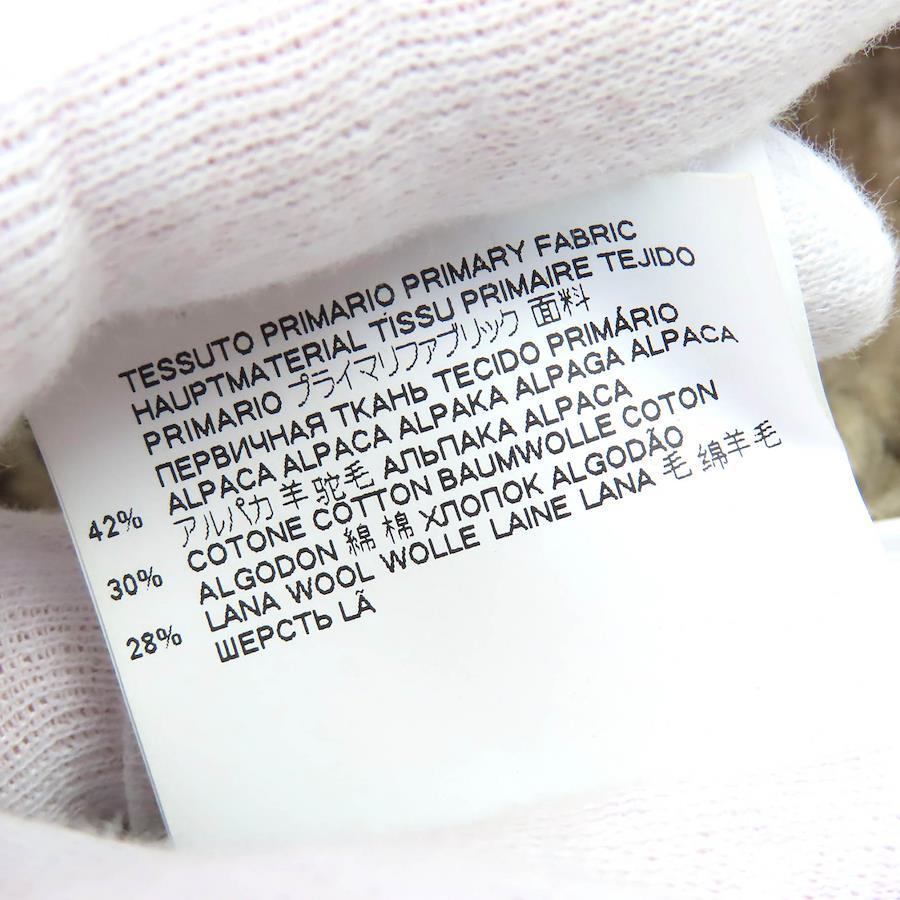 TESSUTO PRIMARIO PRIMARY FABRIC
HAUPTMATERIAL TISSU PRIMAIRE TEJIDO
PRIMARIO プライマリファブリック 面料
ПЕРВИЧНАЯ ТКАНЬ TECIDO PRIMÁRIO
42% ALPACA ALPACA ALPAKA ALPAGA ALPACA
アルパカ 羊驼毛 АЛЬПАКА ALPACA
30% COTONE COTTON BAUMWOLLE COTON
ALGODON 綿 棉 ХЛОПОК ALGODÃO
28% LANA WOOL WOLLE LAINE LANA 毛 绵羊毛
ШЕРСТЬ LÃ